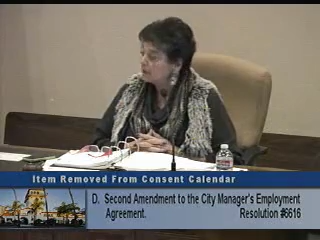 Item Removed From Consent Calendar
D. Second Amendment to the City Manager's Employment
Agreement. Resolution #6616